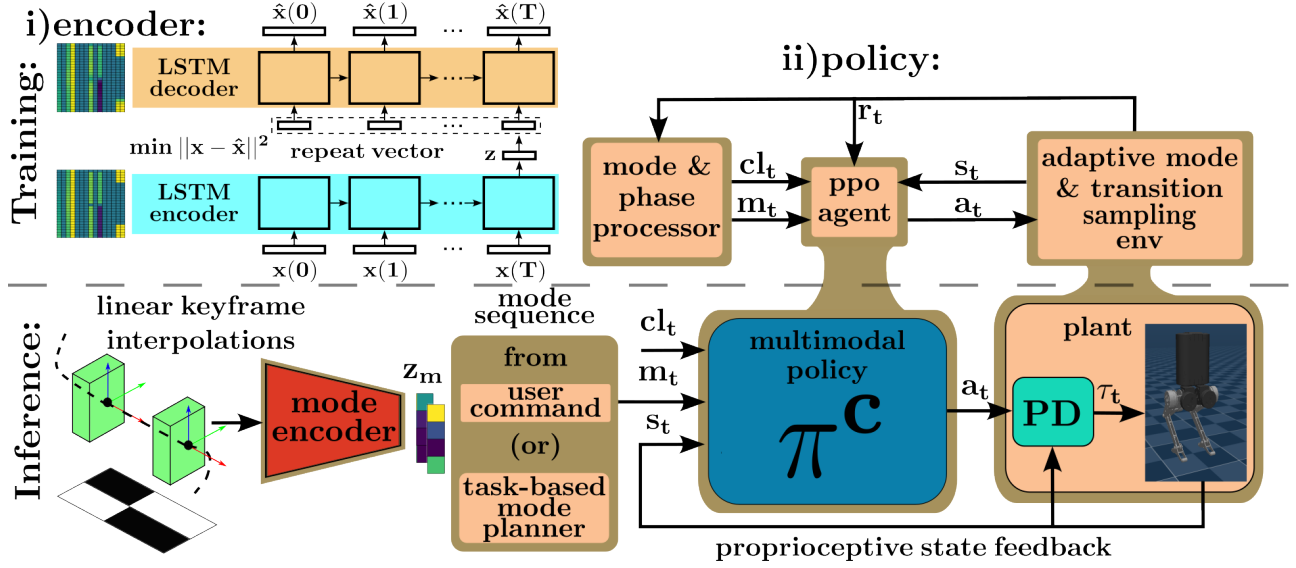 i)encoder:
x̂(0) x̂(1) ... x̂(T)
LSTM
decoder
min ||x − x̂||²
repeat vector
z
LSTM
encoder
x(0) x(1) ... x(T)
Training:
ii)policy:
r_t
mode &
phase
processor
cl_t
m_t
ppo
agent
s_t
a_t
adaptive mode
& transition
sampling
env
Inference:
linear keyframe
interpolations
mode
encoder
z_m
mode
sequence
from
user
command
(or)
task-based
mode
planner
cl_t
m_t
s_t
multimodal
policy
π^c
a_t
plant
PD
τ_t
proprioceptive state feedback